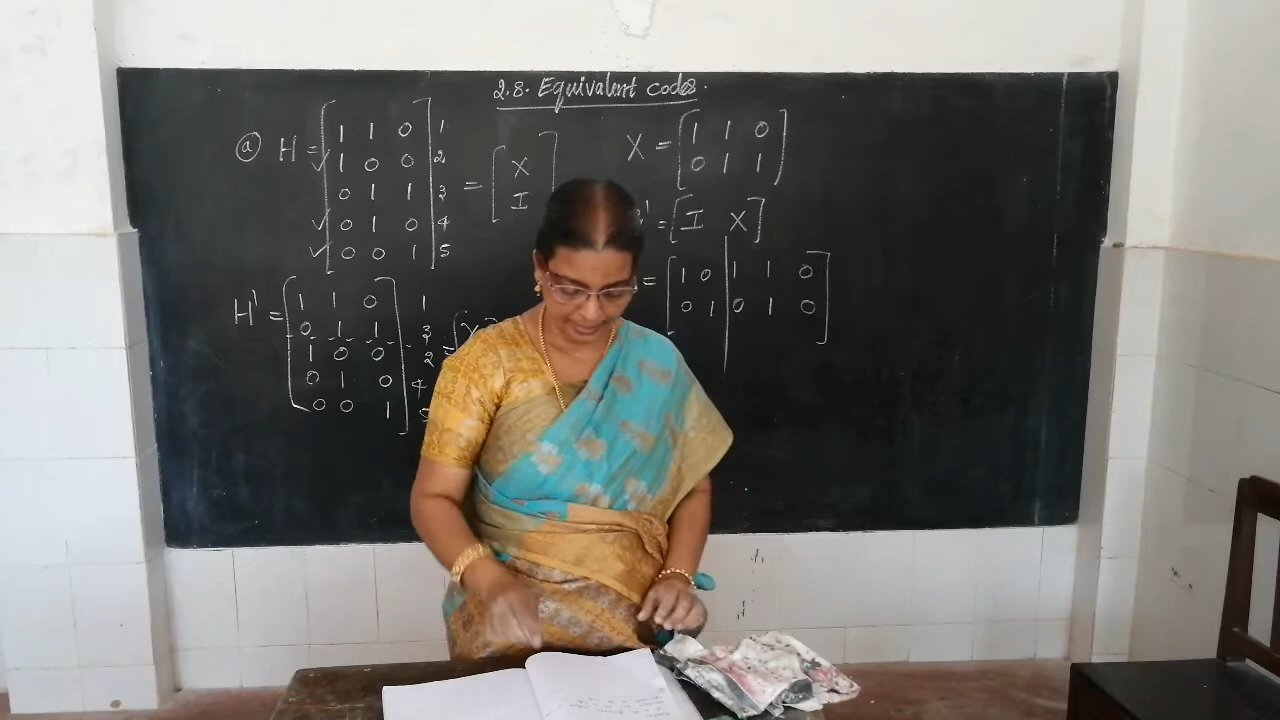 2.8. Equivalent codes.
(a) H = [ 1 1 0 ] 1
✓ 1 0 0 2
0 1 1 3
✓ 0 1 0 4
✓ 0 0 1 5
= [ X
I ]
X = [ 1 1 0
0 1 1 ]
' = [ I X ]
= [ 1 0 | 1 1 0
0 1 | 0 1 0 ]
H' = [ 1 1 0 ] 1
0 1 1 3
1 0 0 2
0 1 0 4
0 0 1 5
= [ X